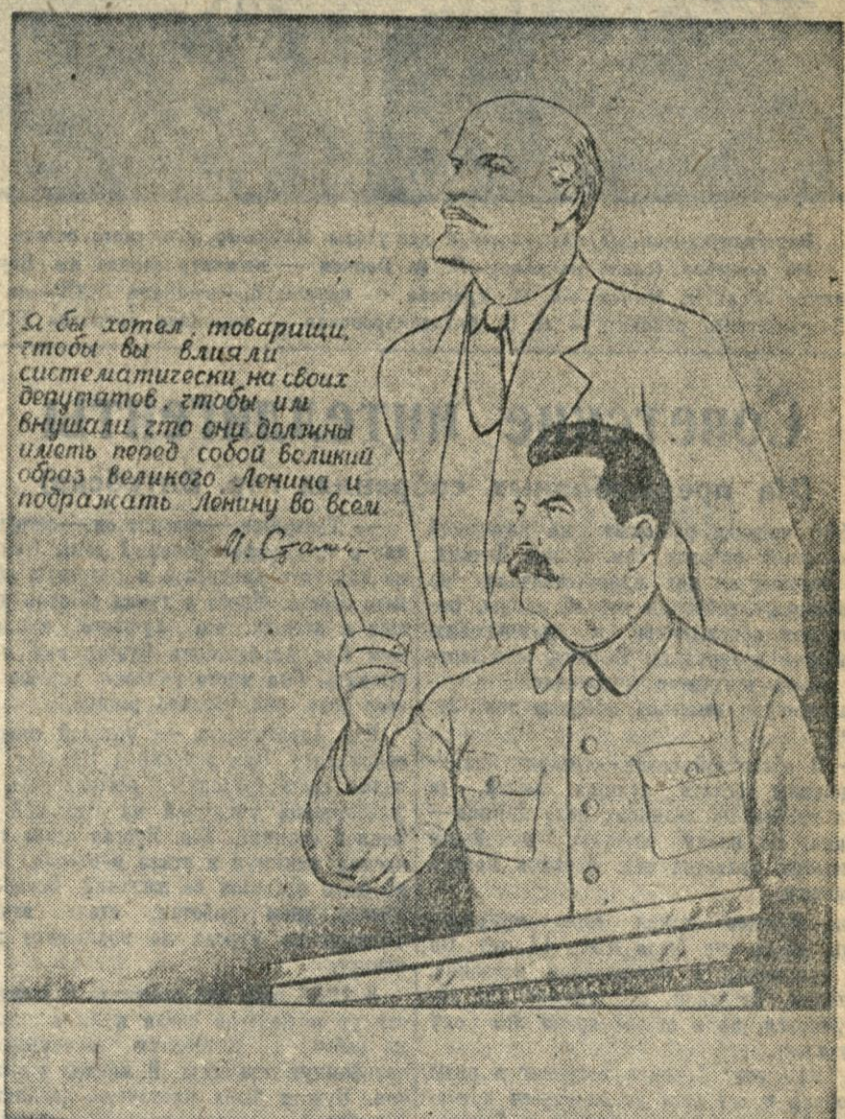 Я бы хотел, товарищи,
чтобы вы влияли
систематически на своих
депутатов, чтобы им
внушали, что они должны
иметь перед собой великий
образ великого Ленина и
подражать Ленину во всем
И. Сталин